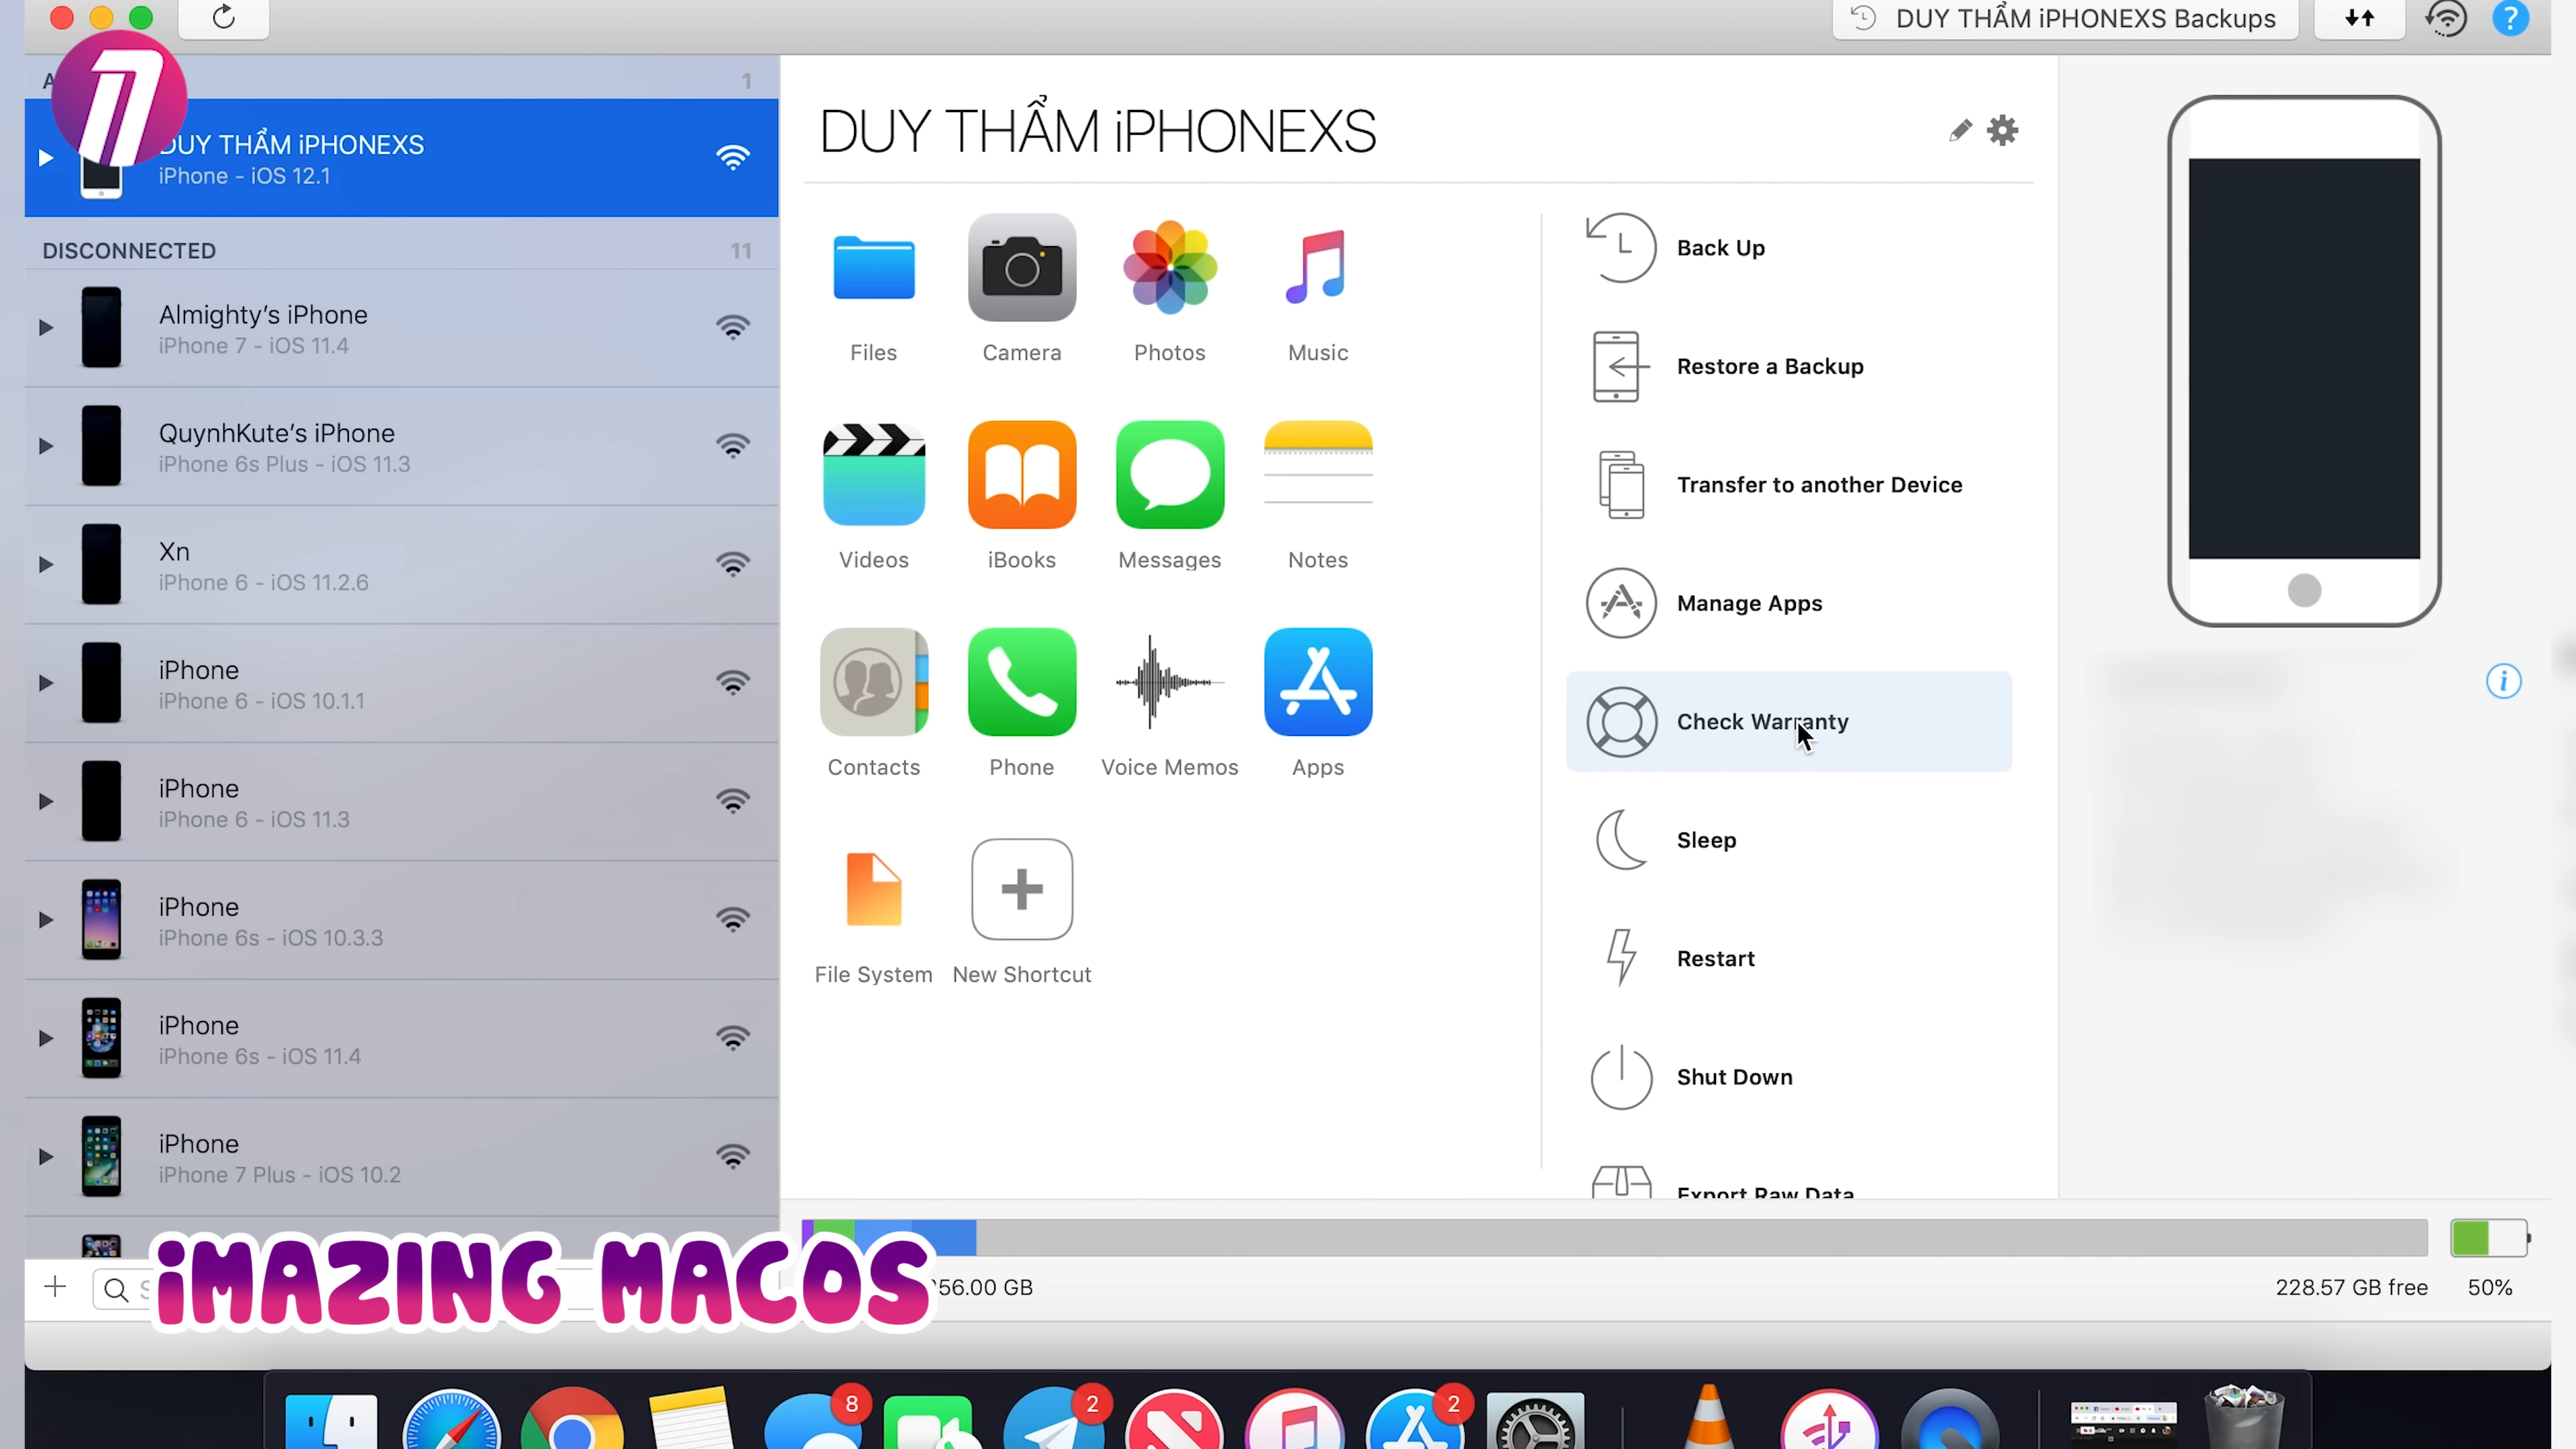 DUY THẨM iPHONEXS Backups
?
1
DUY THẨM iPHONEXS
iPhone - iOS 12.1
DISCONNECTED
11
Almighty’s iPhone
iPhone 7 - iOS 11.4
QuynhKute’s iPhone
iPhone 6s Plus - iOS 11.3
Xn
iPhone 6 - iOS 11.2.6
iPhone
iPhone 6 - iOS 10.1.1
iPhone
iPhone 6 - iOS 11.3
iPhone
iPhone 6s - iOS 10.3.3
iPhone
iPhone 6s - iOS 11.4
iPhone
iPhone 7 Plus - iOS 10.2
DUY THẨM iPHONEXS
Files
Camera
Photos
Music
Videos
iBooks
Messages
Notes
Contacts
Phone
Voice Memos
Apps
File System
New Shortcut
Back Up
Restore a Backup
Transfer to another Device
Manage Apps
Check Warranty
Sleep
Restart
Shut Down
Export Raw Data
iMAZING MACOS
56.00 GB
228.57 GB free
50%
8
2
2